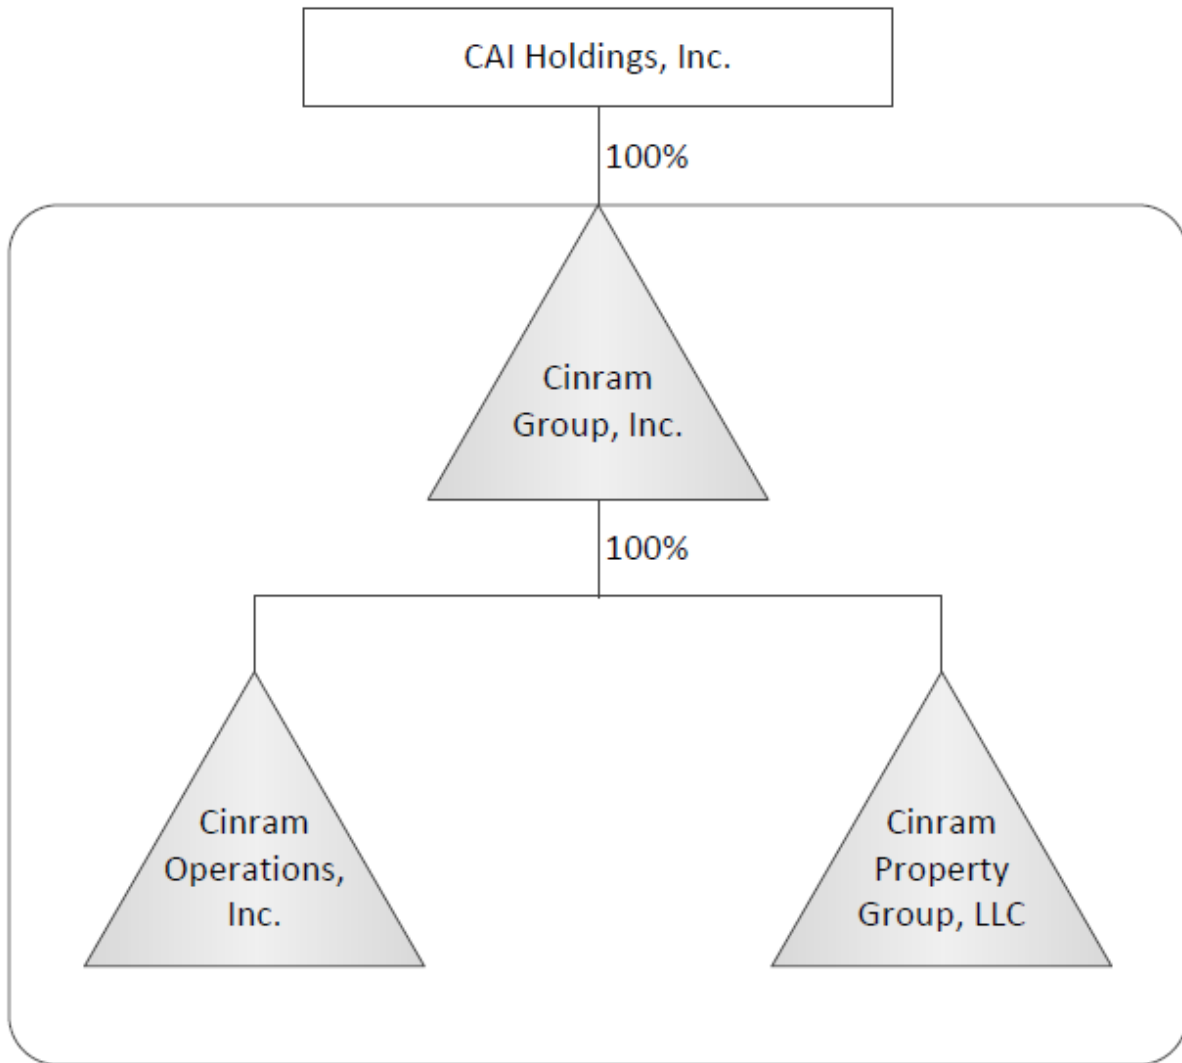 CAI Holdings, Inc.
100%
Cinram
Group, Inc.
100%
Cinram
Operations,
Inc.
Cinram
Property
Group, LLC